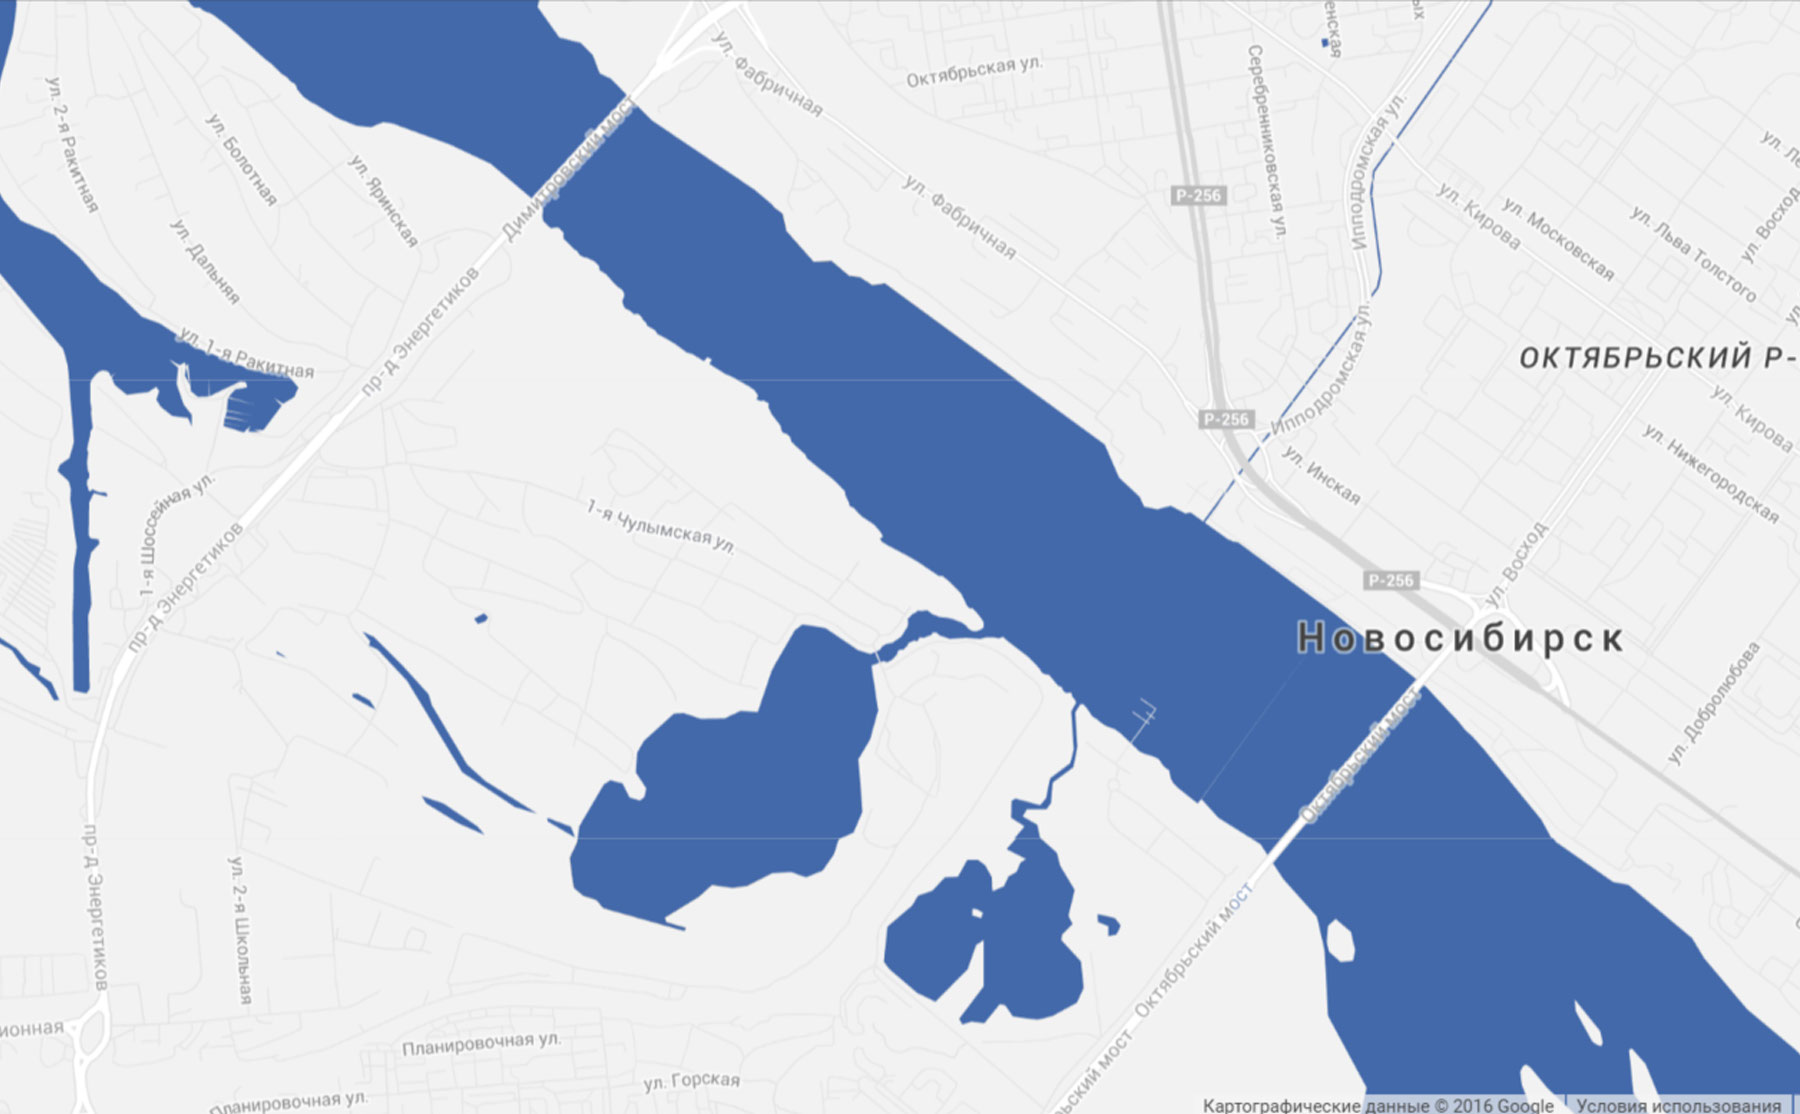 ул. Фабричная
Октябрьская ул.
Серебренниковская ул.
ул. 2-я Ракитная
ул. Болотная
ул. Яринская
ул. Дальняя
Димитровский мост
ул. Фабричная
Р-256
Ипподромская ул.
ул. Кирова
ул. Московская
ул. Льва Толстого
ул. Восход
пр-д Энергетиков
ул. 1-я Ракитная
ОКТЯБРЬСКИЙ Р-
ул. Кирова
Р-256
Ипподромская ул.
ул. Инская
ул. Нижегородская
1-я Шоссейная ул.
пр-д Энергетиков
1-я Чулымская ул.
Р-256
ул. Восход
Новосибирск
ул. Добролюбова
Октябрьский мост
пр-д Энергетиков
ул. 2-я Школьная
Октябрьский мост
ионная
Планировочная ул.
ул. Горская
Планировочная ул.
ьский мост
Картографические данные © 2016 Google
Условия использования